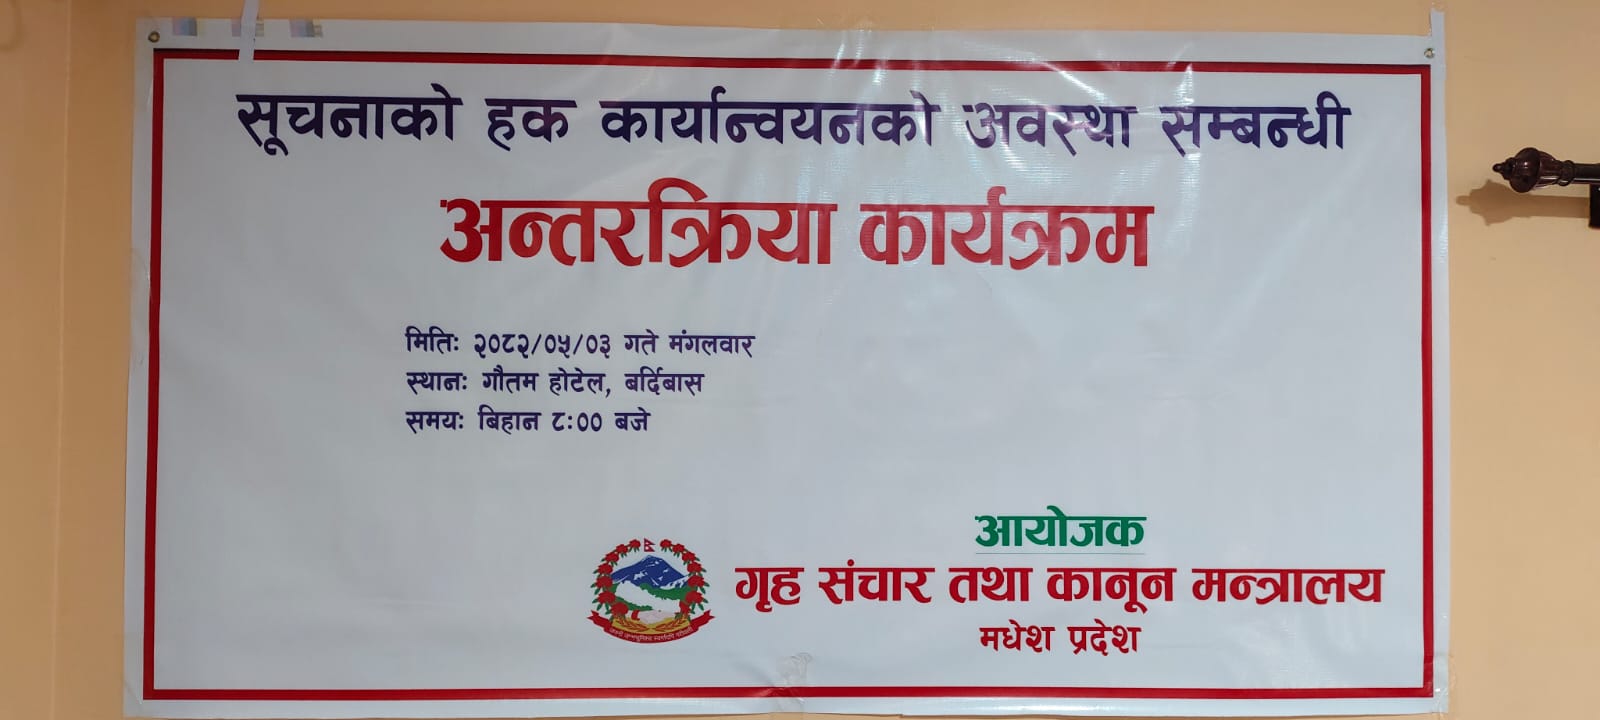 सूचनाको हक कार्यान्वयनको अवस्था सम्बन्धी
अन्तरक्रिया कार्यक्रम
मितिः २०८२/०५/०३ गते मंगलवार
स्थानः गौतम होटेल, बर्दिबास
समयः बिहान ८:०० बजे
आयोजक
गृह संचार तथा कानून मन्त्रालय
मधेश प्रदेश